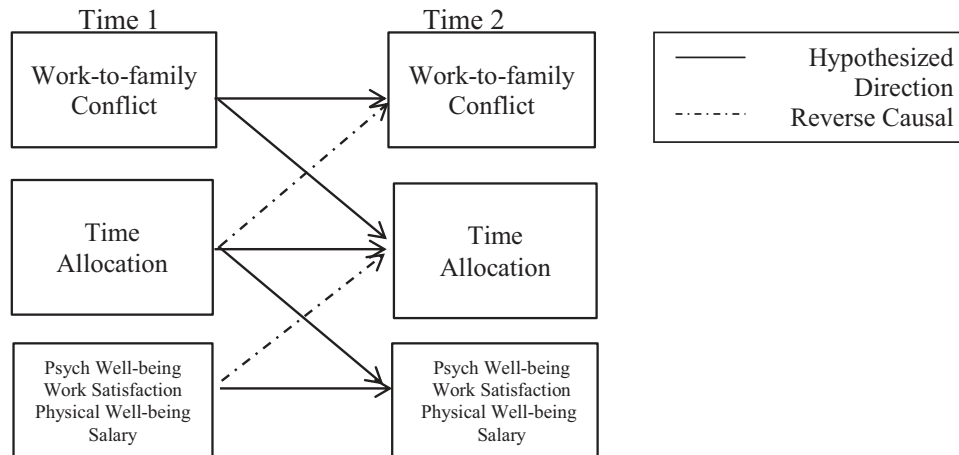 Time 1
Time 2
Work-to-family
Conflict
Work-to-family
Conflict
Hypothesized
Direction
Reverse Causal
Time
Allocation
Time
Allocation
Psych Well-being
Work Satisfaction
Physical Well-being
Salary
Psych Well-being
Work Satisfaction
Physical Well-being
Salary